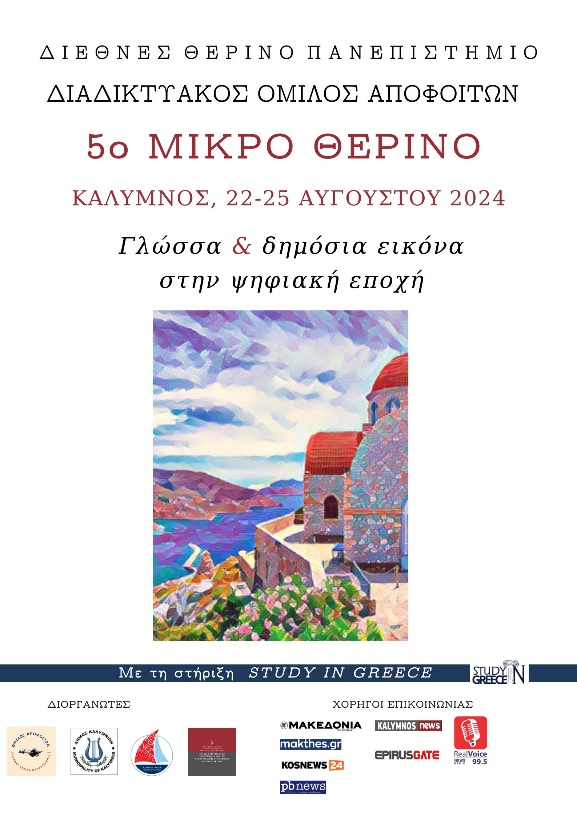 ΔΙΕΘΝΕΣ ΘΕΡΙΝΟ ΠΑΝΕΠΙΣΤΗΜΙΟ
ΔΙΑΔΙΚΤΥΑΚΟΣ ΟΜΙΛΟΣ ΑΠΟΦΟΙΤΩΝ
5ο ΜΙΚΡΟ ΘΕΡΙΝΟ
ΚΑΛΥΜΝΟΣ, 22-25 ΑΥΓΟΥΣΤΟΥ 2024
Γλώσσα & δημόσια εικόνα
στην ψηφιακή εποχή
Με τη στήριξη STUDY IN GREECE
STUDY IN
GREECE
ΔΙΟΡΓΑΝΩΤΕΣ
ΧΟΡΗΓΟΙ ΕΠΙΚΟΙΝΩΝΙΑΣ
ΜΑΚΕΔΟΝΙΑ
KALYMNOS news
makthes.gr
EPIRUSGATE
RealVoice
99.5
KOSNEWS 24
pbnews